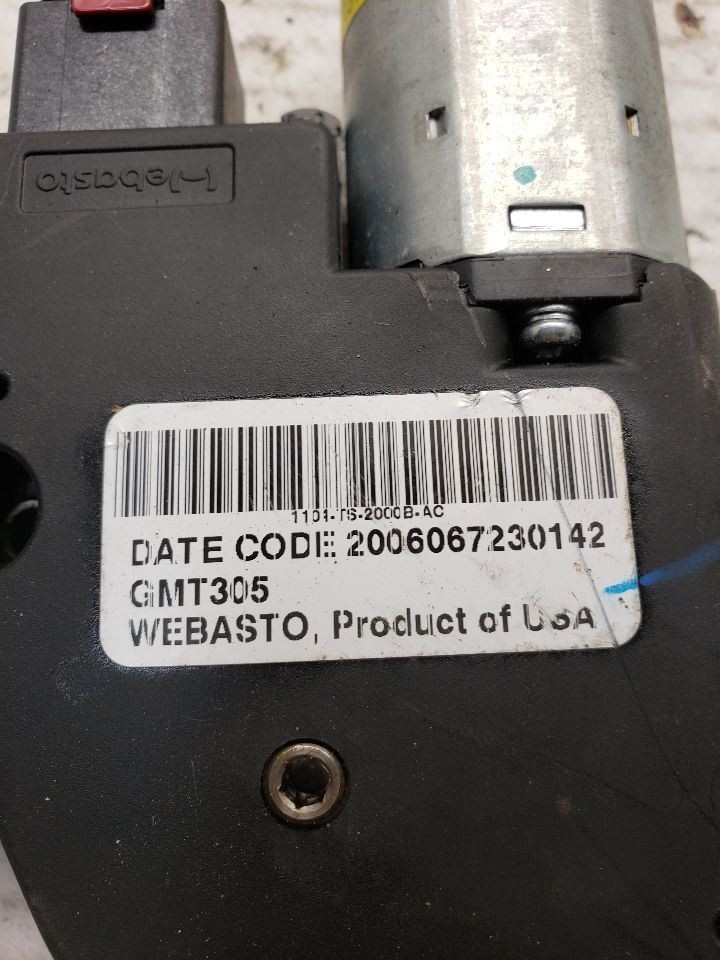 Webasto
1101-TS-2000B-AC
DATE CODE 2006067230142
GMT305
WEBASTO, Product of USA